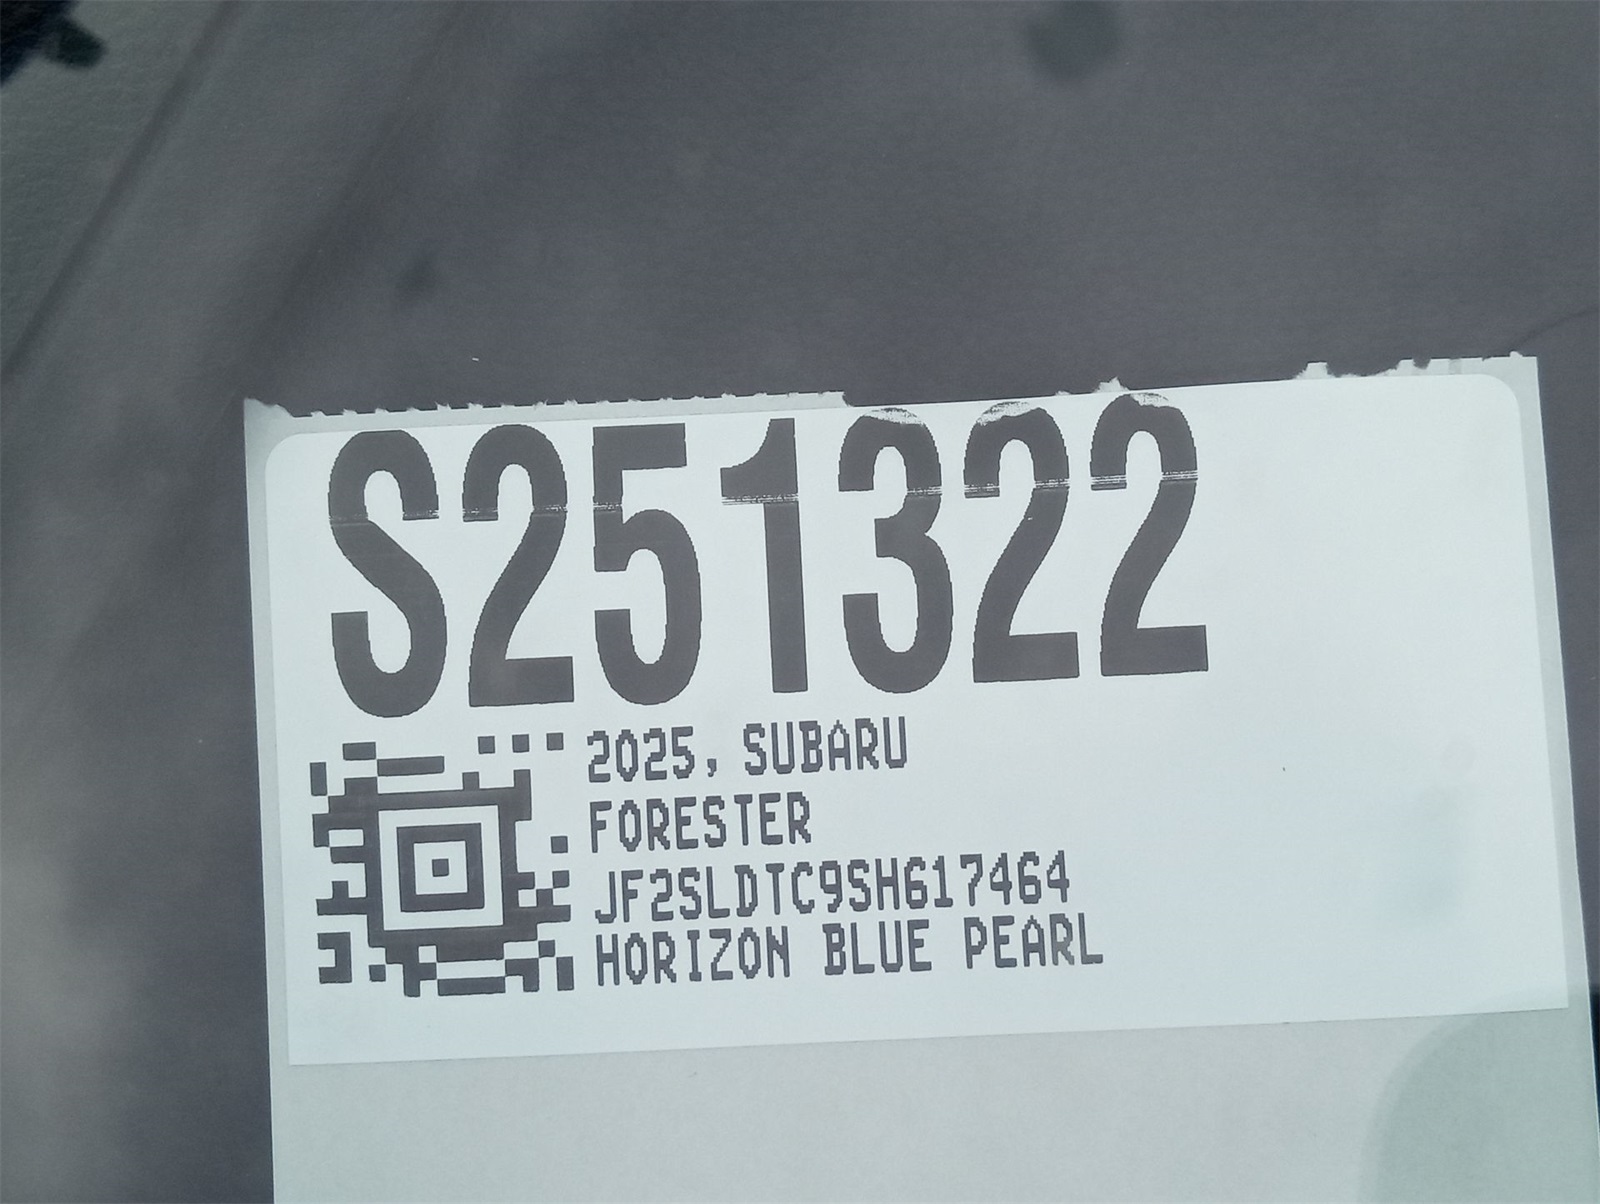 S251322
2025, SUBARU
FORESTER
JF2SLDTC9SH617464
HORIZON BLUE PEARL